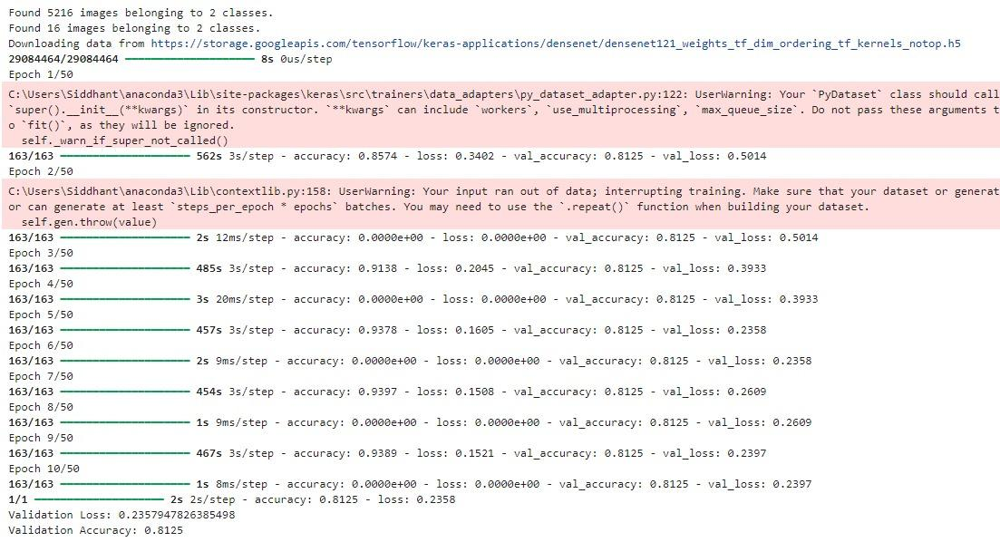 Found 5216 images belonging to 2 classes.
Found 16 images belonging to 2 classes.
Downloading data from https://storage.googleapis.com/tensorflow/keras-applications/densenet/densenet121_weights_tf_dim_ordering_tf_kernels_notop.h5
29084464/29084464 ━━━━━━━━━━━━━━━━━━━━ 8s 0us/step
Epoch 1/50
C:\Users\Siddhant\anaconda3\Lib\site-packages\keras\src\trainers\data_adapters\py_dataset_adapter.py:122: UserWarning: Your `PyDataset` class should call
`super().__init__(**kwargs)` in its constructor. `**kwargs` can include `workers`, `use_multiprocessing`, `max_queue_size`. Do not pass these arguments t
o `fit()`, as they will be ignored.
  self._warn_if_super_not_called()
163/163 ━━━━━━━━━━━━━━━━━━━━ 562s 3s/step - accuracy: 0.8574 - loss: 0.3402 - val_accuracy: 0.8125 - val_loss: 0.5014
Epoch 2/50
C:\Users\Siddhant\anaconda3\Lib\contextlib.py:158: UserWarning: Your input ran out of data; interrupting training. Make sure that your dataset or generat
or can generate at least `steps_per_epoch * epochs` batches. You may need to use the `.repeat()` function when building your dataset.
  self.gen.throw(value)
163/163 ━━━━━━━━━━━━━━━━━━━━ 2s 12ms/step - accuracy: 0.0000e+00 - loss: 0.0000e+00 - val_accuracy: 0.8125 - val_loss: 0.5014
Epoch 3/50
163/163 ━━━━━━━━━━━━━━━━━━━━ 485s 3s/step - accuracy: 0.9138 - loss: 0.2045 - val_accuracy: 0.8125 - val_loss: 0.3933
Epoch 4/50
163/163 ━━━━━━━━━━━━━━━━━━━━ 3s 20ms/step - accuracy: 0.0000e+00 - loss: 0.0000e+00 - val_accuracy: 0.8125 - val_loss: 0.3933
Epoch 5/50
163/163 ━━━━━━━━━━━━━━━━━━━━ 457s 3s/step - accuracy: 0.9378 - loss: 0.1605 - val_accuracy: 0.8125 - val_loss: 0.2358
Epoch 6/50
163/163 ━━━━━━━━━━━━━━━━━━━━ 2s 9ms/step - accuracy: 0.0000e+00 - loss: 0.0000e+00 - val_accuracy: 0.8125 - val_loss: 0.2358
Epoch 7/50
163/163 ━━━━━━━━━━━━━━━━━━━━ 454s 3s/step - accuracy: 0.9397 - loss: 0.1508 - val_accuracy: 0.8125 - val_loss: 0.2609
Epoch 8/50
163/163 ━━━━━━━━━━━━━━━━━━━━ 1s 9ms/step - accuracy: 0.0000e+00 - loss: 0.0000e+00 - val_accuracy: 0.8125 - val_loss: 0.2609
Epoch 9/50
163/163 ━━━━━━━━━━━━━━━━━━━━ 467s 3s/step - accuracy: 0.9389 - loss: 0.1521 - val_accuracy: 0.8125 - val_loss: 0.2397
Epoch 10/50
163/163 ━━━━━━━━━━━━━━━━━━━━ 1s 8ms/step - accuracy: 0.0000e+00 - loss: 0.0000e+00 - val_accuracy: 0.8125 - val_loss: 0.2397
1/1 ━━━━━━━━━━━━━━━━━━━━ 2s 2s/step - accuracy: 0.8125 - loss: 0.2358
Validation Loss: 0.2357947826385498
Validation Accuracy: 0.8125